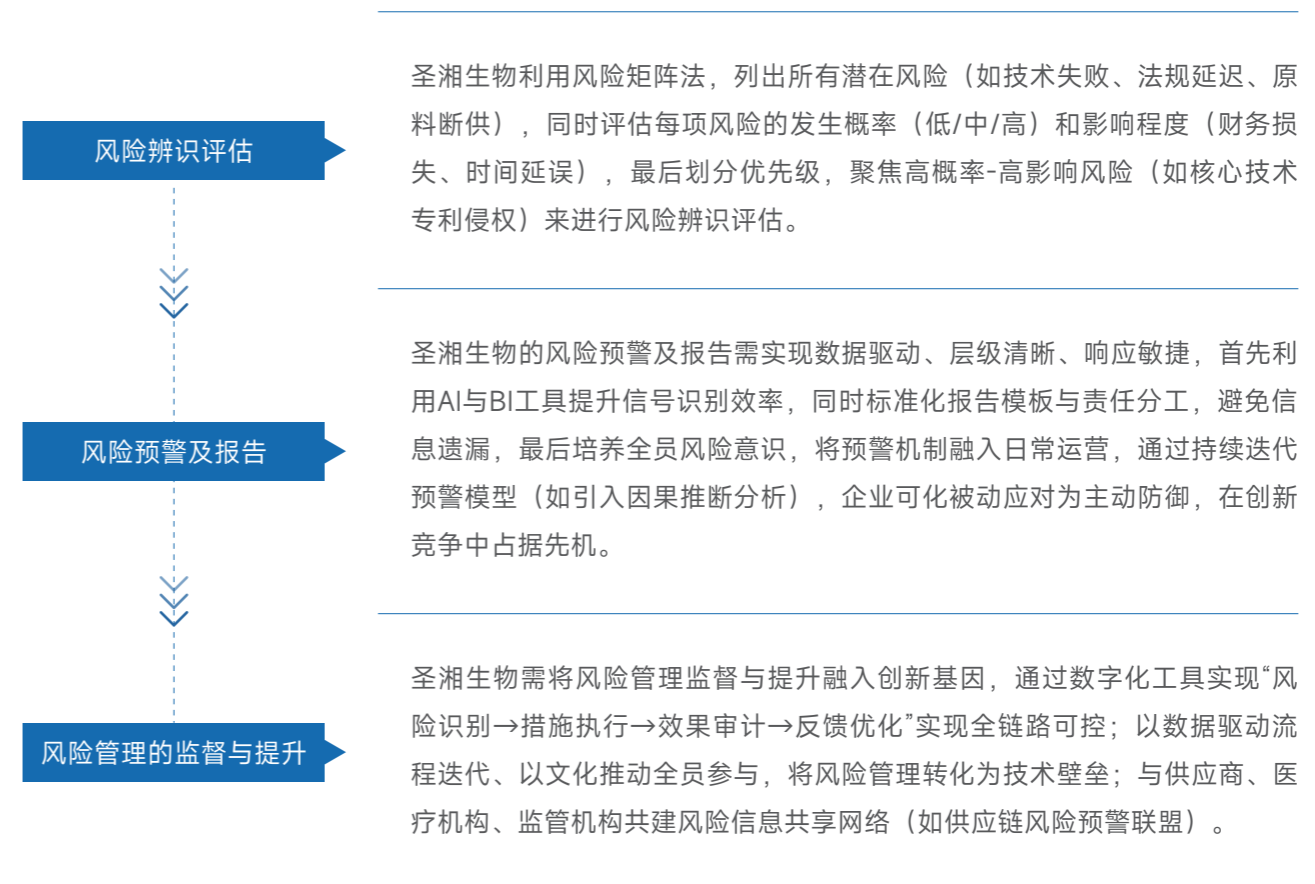 风险辨识评估
圣湘生物利用风险矩阵法，列出所有潜在风险（如技术失败、法规延迟、原
料断供），同时评估每项风险的发生概率（低/中/高）和影响程度（财务损
失、时间延误），最后划分优先级，聚焦高概率-高影响风险（如核心技术
专利侵权）来进行风险辨识评估。
风险预警及报告
圣湘生物的风险预警及报告需实现数据驱动、层级清晰、响应敏捷，首先利
用AI与BI工具提升信号识别效率，同时标准化报告模板与责任分工，避免信
息遗漏，最后培养全员风险意识，将预警机制融入日常运营，通过持续迭代
预警模型（如引入因果推断分析），企业可化被动应对为主动防御，在创新
竞争中占据先机。
风险管理的监督与提升
圣湘生物需将风险管理监督与提升融入创新基因，通过数字化工具实现“风
险识别→措施执行→效果审计→反馈优化”实现全链路可控；以数据驱动流
程迭代、以文化推动全员参与，将风险管理转化为技术壁垒；与供应商、医
疗机构、监管机构共建风险信息共享网络（如供应链风险预警联盟）。